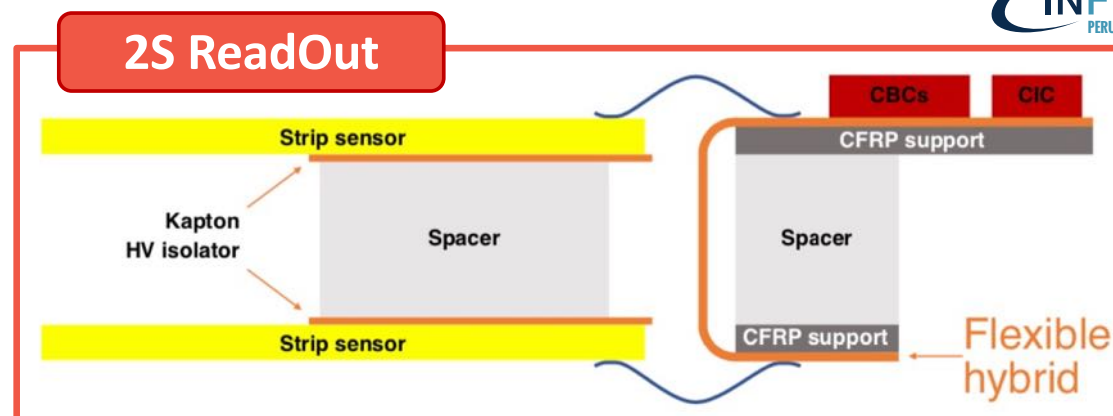 2S ReadOut
PERU
CBCs
CIC
Strip sensor
CFRP support
Kapton
HV isolator
Spacer
Spacer
Strip sensor
CFRP support
Flexible
hybrid